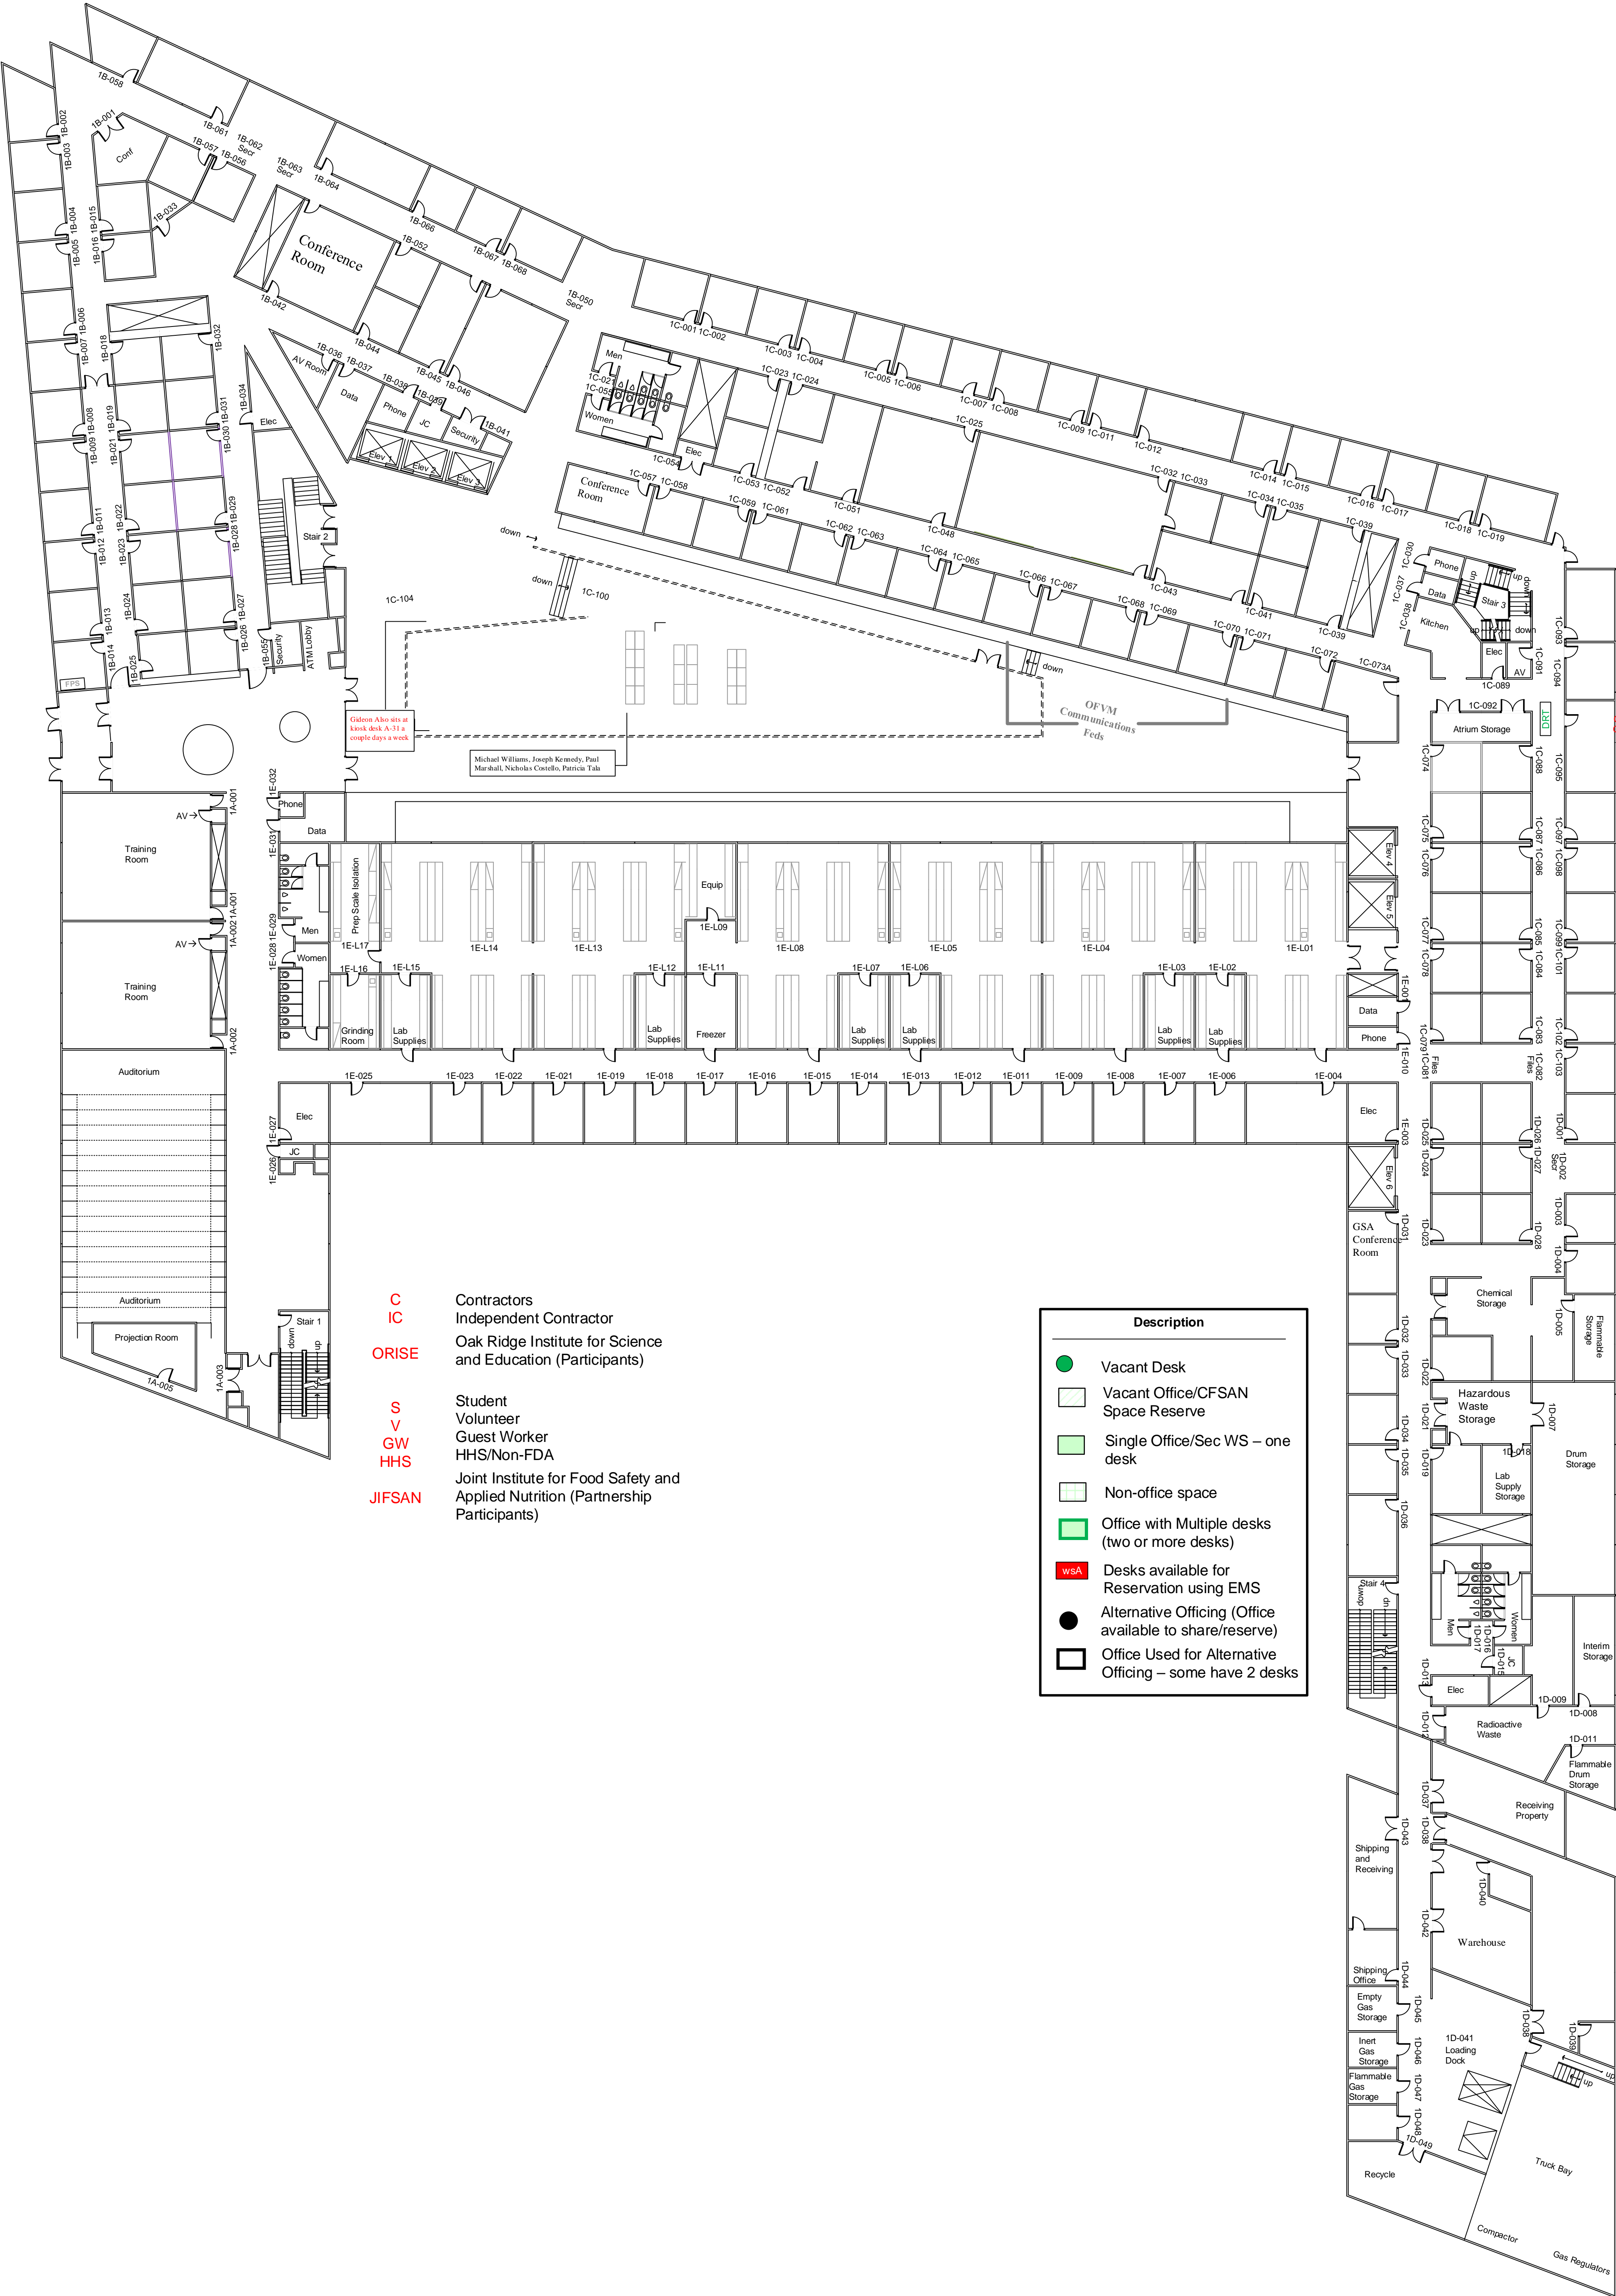 1B-058
1B-002
1B-001
1B-061
1B-062
Secr
1B-003
Conf
1B-057
1B-056
1B-063
Secr
1B-064
1B-004
1B-015
1B-033
1B-066
1B-005
1B-016
Conference
Room
1B-052
1B-067
1B-068
1B-042
1B-050
Secr
1B-006
1B-007
1B-018
1B-032
1B-044
1B-036
1B-037
AV Room
1B-045
1B-046
1B-038
1B-039
1B-041
Data
Phone
JC
Security
Elev 1
Elev 2
Elev 3
1B-034
Elec
1B-008
1B-019
1B-031
1B-009
1B-021
1B-030
1B-011
1B-022
1B-029
1B-012
1B-023
1B-028
Stair 2
1B-024
1B-027
1B-013
1B-026
1B-014
1B-025
1B-055
Security
ATM Lobby
FPS
1C-001
1C-002
1C-003
1C-004
1C-005
1C-006
1C-007
1C-008
1C-009
1C-011
1C-012
1C-014
1C-015
1C-016
1C-017
1C-018
1C-019
Men
1C-021
1C-055
Women
1C-023
1C-024
1C-025
1C-032
1C-033
1C-034
1C-035
1C-039
Elec
1C-054
1C-053
1C-052
1C-051
1C-048
1C-043
1C-041
1C-039
Conference
Room
1C-057
1C-058
1C-059
1C-061
1C-062
1C-063
1C-064
1C-065
1C-066
1C-067
1C-068
1C-069
1C-070
1C-071
1C-072
1C-073A
1C-030
1C-037
1C-038
Phone
Data
Kitchen
up
up
down
Stair 3
up
down
Elec
AV
1C-091
1C-093
1C-094
1C-089
1C-092
Atrium Storage
DRT
down
down
1C-100
1C-104
down
OFVM
Communications
Feds
Gideon Also sits at
kiosk desk A-31 a
couple days a week
Michael Williams, Joseph Kennedy, Paul
Marshall, Nicholas Costello, Patricia Tala
1C-074
1C-088
1C-095
1C-075
1C-087
1C-097
1C-076
1C-086
1C-098
1C-077
1C-085
1C-099
1C-078
1C-084
1C-101
1C-079
1C-083
1C-102
1C-081
Files
1C-082
Files
1C-103
Elev 4
Elev 5
1E-001
Data
Phone
1E-010
1A-001
1E-032
AV
Phone
Training
Room
1E-031
Data
1A-001
1A-002
1E-029
Men
AV
1E-028
Women
Training
Room
1A-002
Prep Scale Isolation
Equip
1E-L09
1E-L17
1E-L14
1E-L13
1E-L08
1E-L05
1E-L04
1E-L01
1E-L16
1E-L15
1E-L12
1E-L11
1E-L07
1E-L06
1E-L03
1E-L02
Grinding
Room
Lab
Supplies
Lab
Supplies
Freezer
Lab
Supplies
Lab
Supplies
Lab
Supplies
Lab
Supplies
1E-025
1E-023
1E-022
1E-021
1E-019
1E-018
1E-017
1E-016
1E-015
1E-014
1E-013
1E-012
1E-011
1E-009
1E-008
1E-007
1E-006
1E-004
Auditorium
Elec
1E-027
JC
1E-026
Auditorium
Projection Room
1A-005
1A-003
Stair 1
down
up
Elec
1E-003
Elev 6
1D-025
1D-026
1D-001
1D-024
1D-027
1D-002
Secr
1D-031
1D-023
1D-028
1D-003
1D-004
GSA
Conference
Room
Chemical
Storage
1D-005
Flammable
Storage
1D-032
1D-033
1D-022
Hazardous
Waste
Storage
1D-007
1D-021
1D-034
1D-035
1D-019
1D-018
Drum
Storage
Lab
Supply
Storage
1D-036
Stair 4
down
up
Men
Women
1D-017
1D-016
JC
1D-015
Interim
Storage
1D-013
Elec
1D-009
1D-008
1D-012
Radioactive
Waste
1D-011
Flammable
Drum
Storage
1D-037
Receiving
Property
1D-043
1D-038
Shipping
and
Receiving
1D-040
1D-042
Warehouse
Shipping
Office
1D-044
Empty
Gas
Storage
1D-045
1D-038
1D-039
1D-041
Loading
Dock
Inert
Gas
Storage
1D-046
up
up
Flammable
Gas
Storage
1D-047
1D-048
1D-049
Recycle
Truck Bay
Compactor
Gas Regulators
C Contractors
IC Independent Contractor
ORISE Oak Ridge Institute for Science
and Education (Participants)
S Student
V Volunteer
GW Guest Worker
HHS HHS/Non-FDA
JIFSAN Joint Institute for Food Safety and
Applied Nutrition (Partnership
Participants)
Description
Vacant Desk
Vacant Office/CFSAN
Space Reserve
Single Office/Sec WS – one
desk
Non-office space
Office with Multiple desks
(two or more desks)
wsA Desks available for
Reservation using EMS
Alternative Officing (Office
available to share/reserve)
Office Used for Alternative
Officing – some have 2 desks